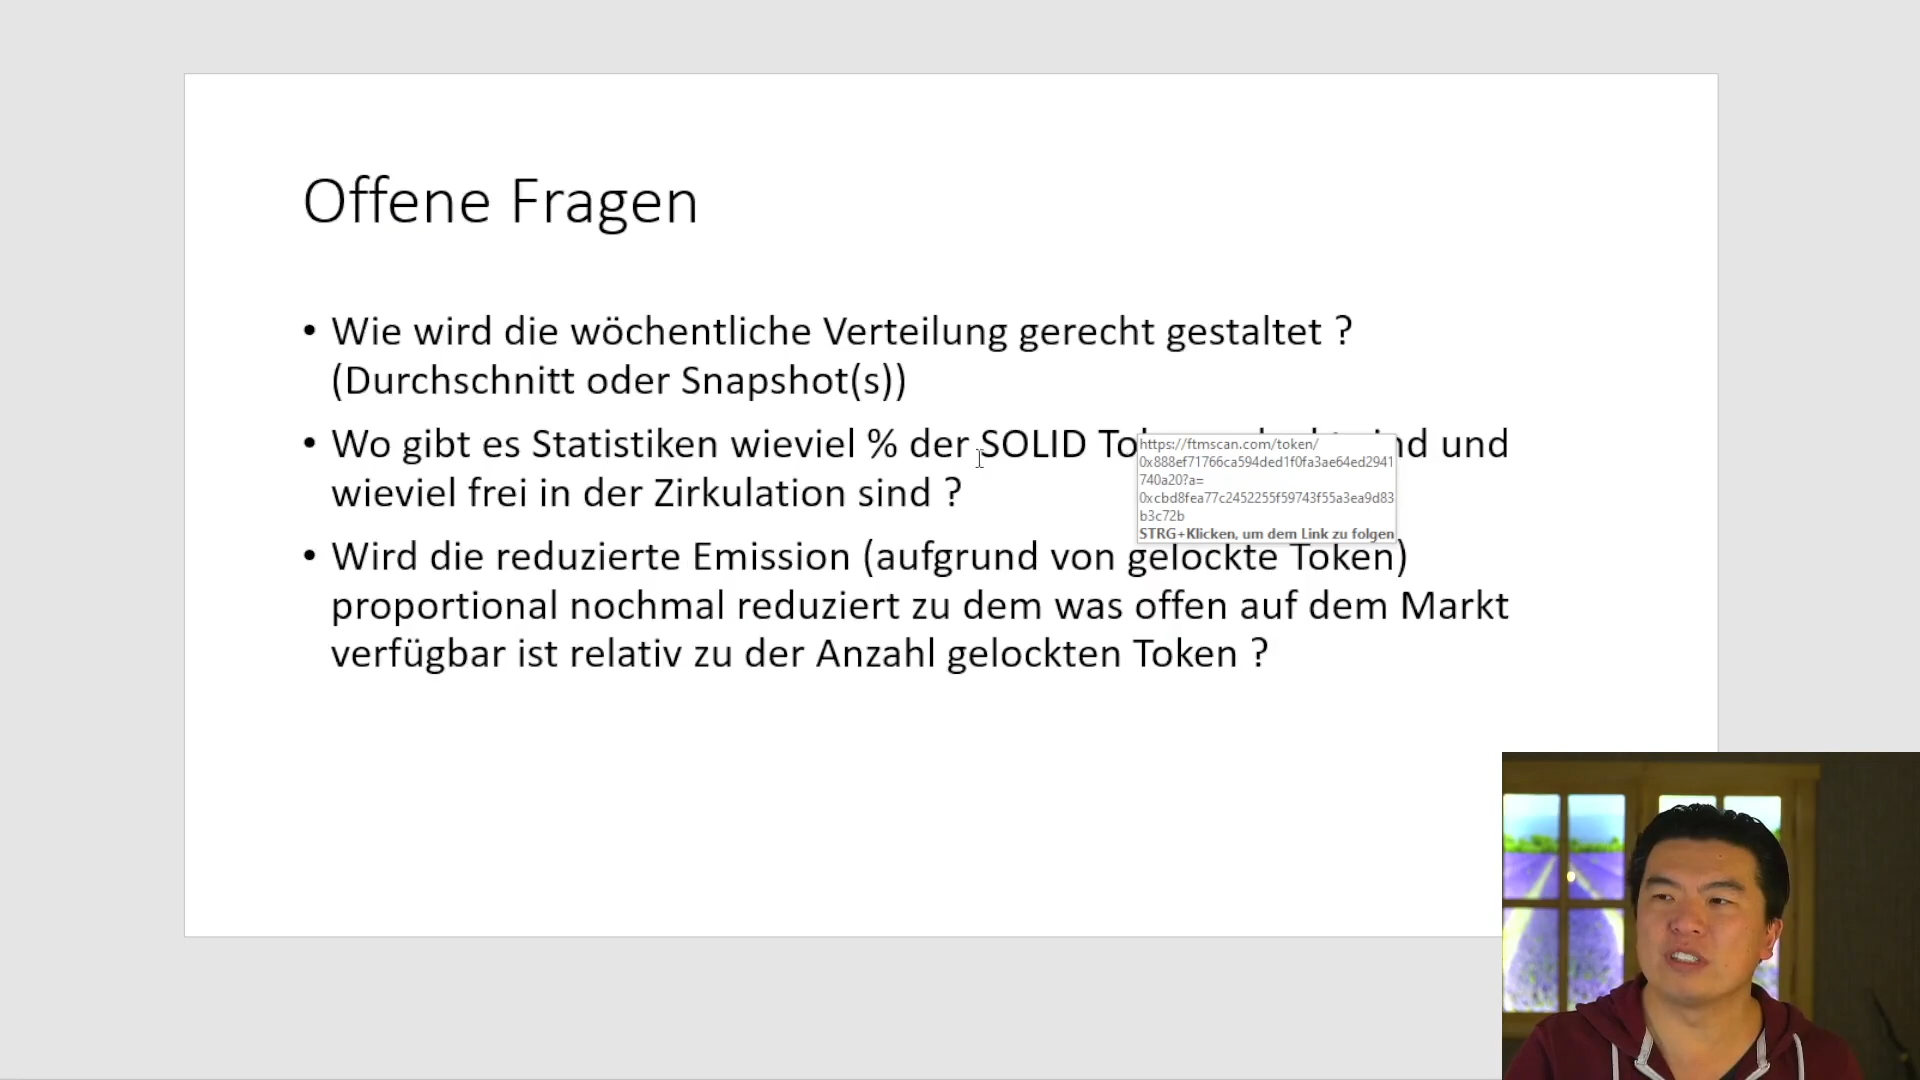 Offene Fragen
• Wie wird die wöchentliche Verteilung gerecht gestaltet ?
(Durchschnitt oder Snapshot(s))
• Wo gibt es Statistiken wieviel % der SOLID und
wieviel frei in der Zirkulation sind ?
https://ftmscan.com/token/
0x888ef71766ca594ded1f0fa3ae64ed2941
740a20?a=
0xcbd8fea77c2452255f59743f55a3ea9d83
b3c72b
STRG+Klicken, um dem Link zu folgen
• Wird die reduzierte Emission (aufgrund von gelockte Token)
proportional nochmal reduziert zu dem was offen auf dem Markt
verfügbar ist relativ zu der Anzahl gelockten Token ?